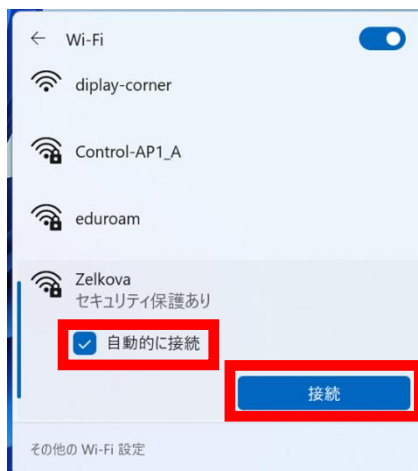 Wi-Fi
diplay-corner
Control-AP1_A
eduroam
Zelkova
セキュリティ保護あり
自動的に接続
接続
その他の Wi-Fi 設定